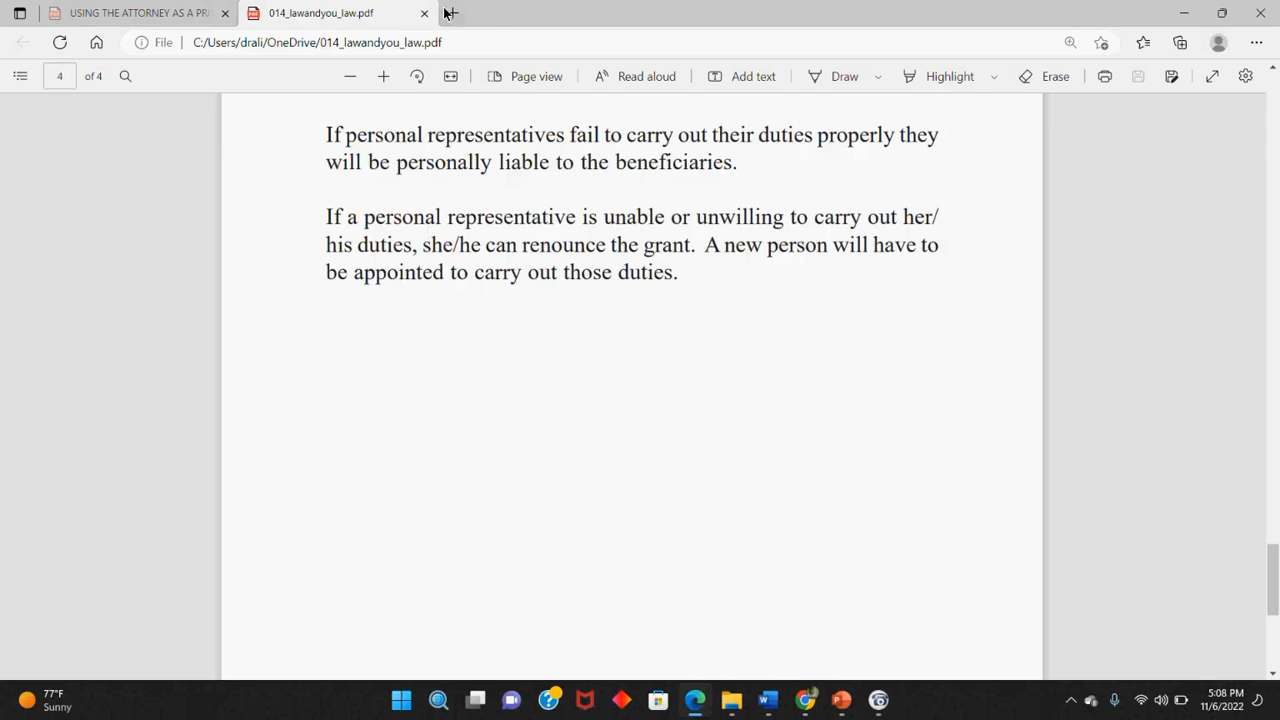 USING THE ATTORNEY AS A PRI
014_lawandyou_law.pdf
File
C:/Users/drali/OneDrive/014_lawandyou_law.pdf
4 of 4
Page view
Read aloud
Add text
Draw
Highlight
Erase
If personal representatives fail to carry out their duties properly they
will be personally liable to the beneficiaries.
If a personal representative is unable or unwilling to carry out her/
his duties, she/he can renounce the grant. A new person will have to
be appointed to carry out those duties.
77°F
Sunny
5:08 PM
11/6/2022